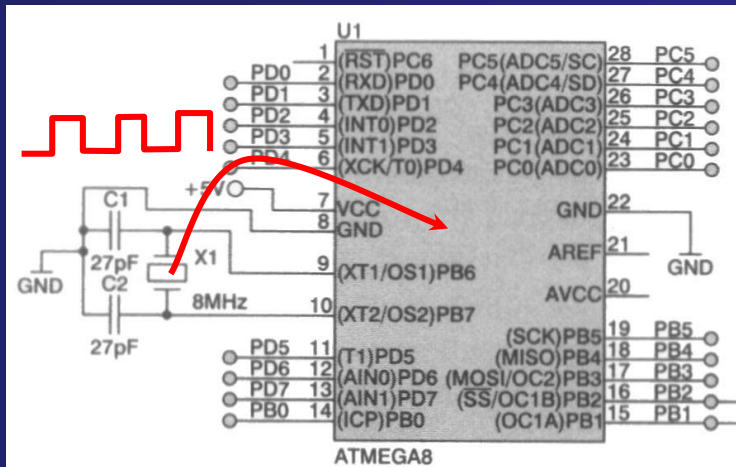 U1
1 (RST)PC6 PC5(ADC5/SC) 28 PC5
PD0 2 (RXD)PD0 PC4(ADC4/SD) 27 PC4
PD1 3 (TXD)PD1 PC3(ADC3) 26 PC3
PD2 4 (INT0)PD2 PC2(ADC2) 25 PC2
PD3 5 (INT1)PD3 PC1(ADC1) 24 PC1
PD4 6 (XCK/T0)PD4 PC0(ADC0) 23 PC0
+5V
7 VCC GND 22
C1 8 GND
27pF X1 AREF 21
GND 9 (XT1/OS1)PB6 GND
C2 8MHz AVCC 20
10 (XT2/OS2)PB7
27pF (SCK)PB5 19 PB5
PD5 11 (T1)PD5 (MISO)PB4 18 PB4
PD6 12 (AIN0)PD6 (MOSI/OC2)PB3 17 PB3
PD7 13 (AIN1)PD7 (SS/OC1B)PB2 16 PB2
PB0 14 (ICP)PB0 (OC1A)PB1 15 PB1
ATMEGA8